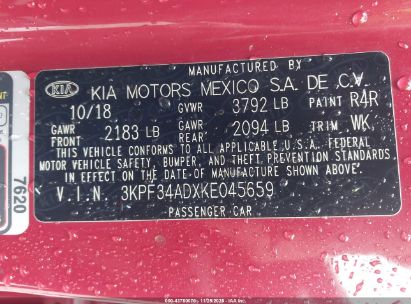 MANUFACTURED BY
KIA KIA MOTORS MEXICO S.A. DE C.V
10/18 GVWR 3792 LB PAINT R4R
GAWR FRONT 2183 LB GAWR REAR 2094 LB TRIM WK
THIS VEHICLE CONFORMS TO ALL APPLICABLE U.S.A. FEDERAL
MOTOR VEHICLE SAFETY, BUMPER, AND THEFT PREVENTION
STANDARDS IN EFFECT ON THE DATE OF MANUFACTURE SHOWN ABOVE.
V.I.N. 3KPF34ADXKE045659
PASSENGER CAR
7620